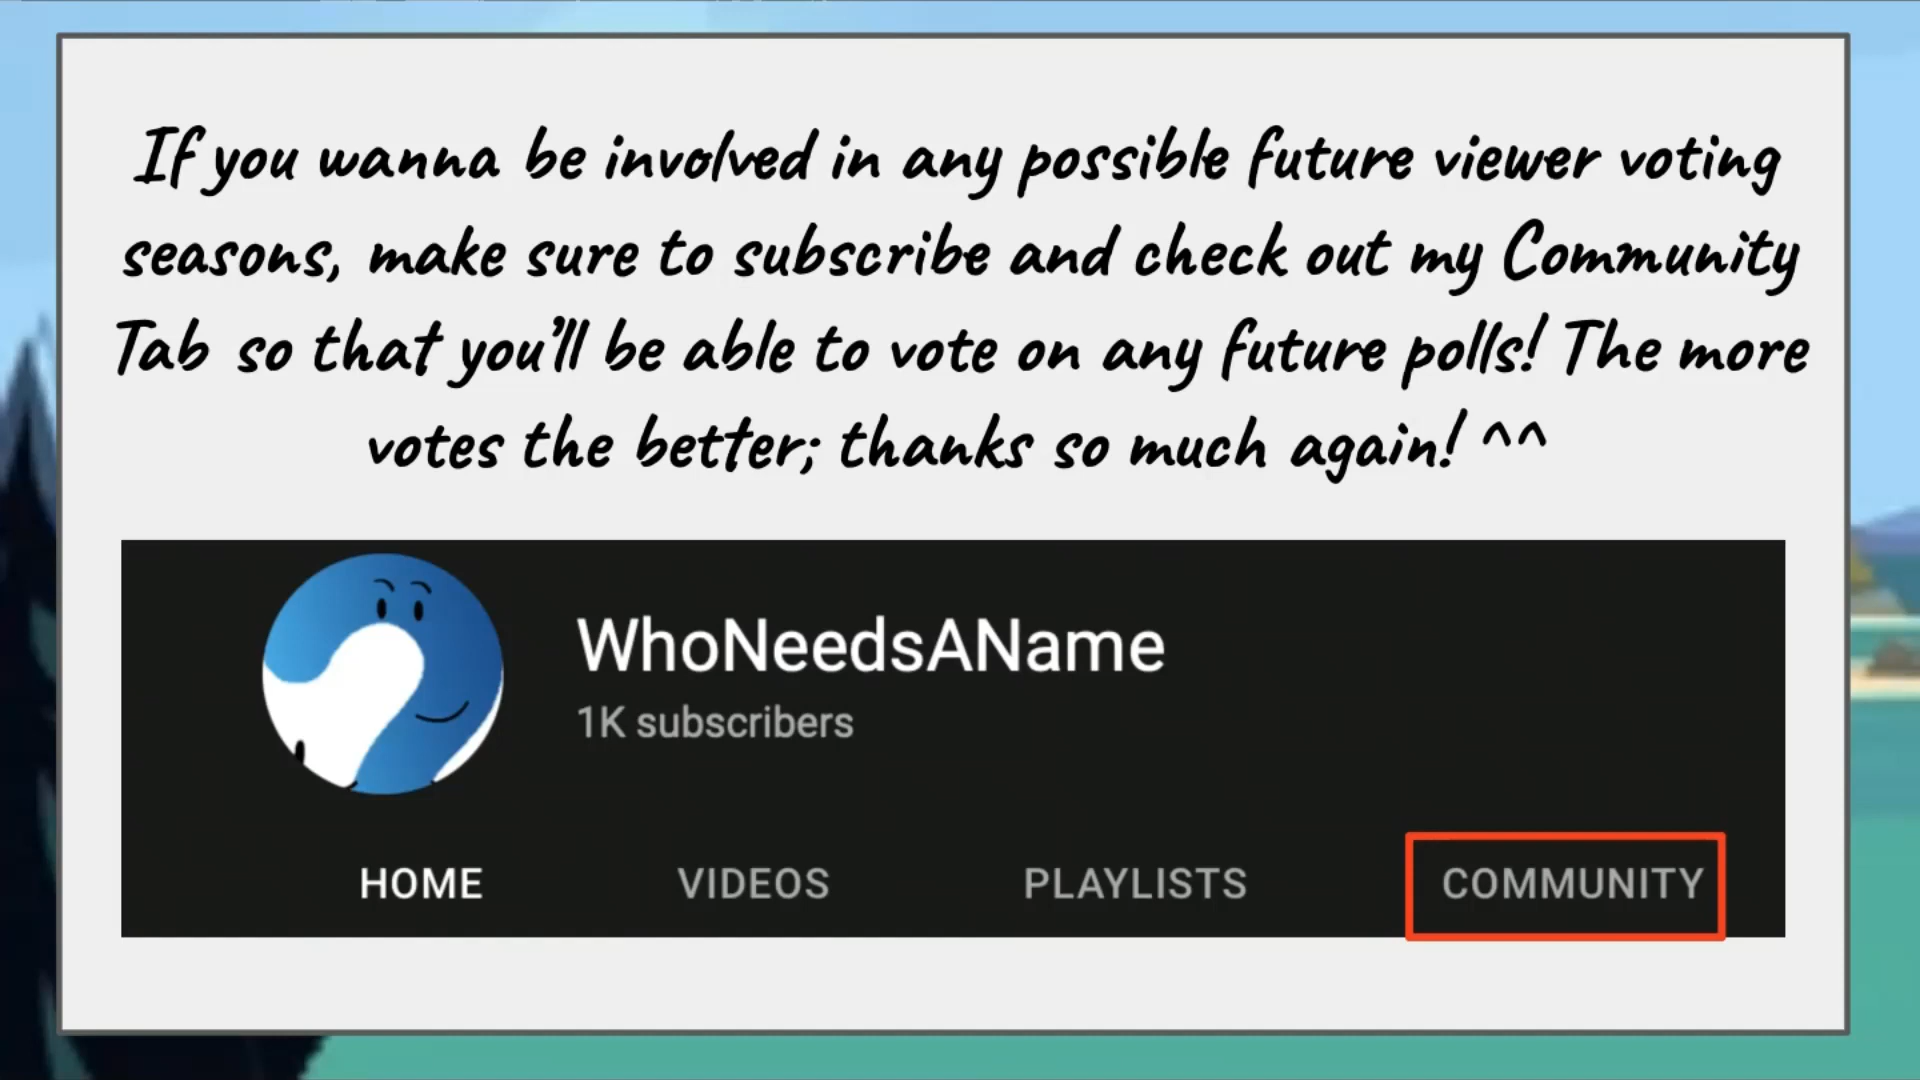 If you wanna be involved in any possible future viewer voting
seasons, make sure to subscribe and check out my Community
Tab so that you'll be able to vote on any future polls! The more
votes the better; thanks so much again! ^^
WhoNeedsAName
1K subscribers
HOME VIDEOS PLAYLISTS COMMUNITY